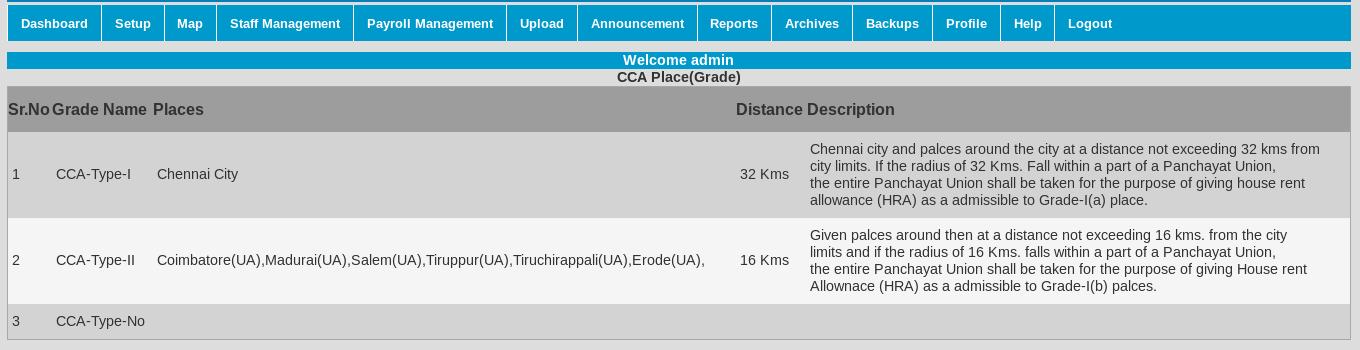 Dashboard Setup Map Staff Management Payroll Management Upload Announcement Reports Archives Backups Profile Help Logout
Welcome admin
CCA Place(Grade)
Sr.No Grade Name Places Distance Description
1 CCA-Type-I Chennai City 32 Kms Chennai city and palces around the city at a distance not exceeding 32 kms from
city limits. If the radius of 32 Kms. Fall within a part of a Panchayat Union,
the entire Panchayat Union shall be taken for the purpose of giving house rent
allowance (HRA) as a admissible to Grade-I(a) place.
2 CCA-Type-II Coimbatore(UA),Madurai(UA),Salem(UA),Tiruppur(UA),Tiruchirappali(UA),Erode(UA), 16 Kms Given palces around then at a distance not exceeding 16 kms. from the city
limits and if the radius of 16 Kms. falls within a part of a Panchayat Union,
the entire Panchayat Union shall be taken for the purpose of giving House rent
Allownace (HRA) as a admissible to Grade-I(b) palces.
3 CCA-Type-No